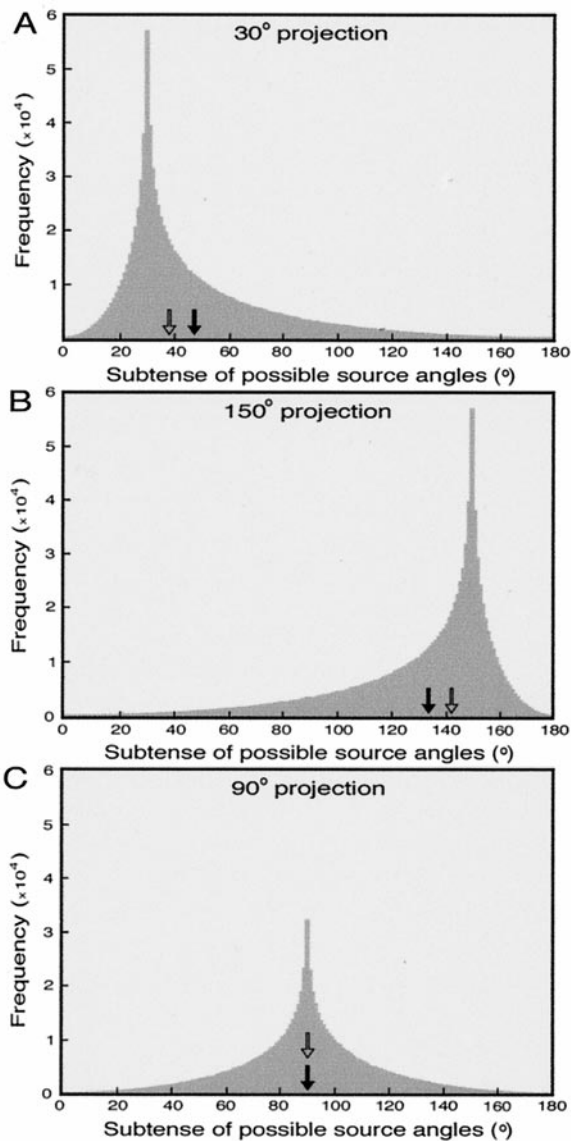 A
30° projection
Frequency (×10⁴)
6
5
4
3
2
1
0 20 40 60 80 100 120 140 160 180
Subtense of possible source angles (°)
B
150° projection
Frequency (×10⁴)
6
5
4
3
2
1
0
0 20 40 60 80 100 120 140 160 180
Subtense of possible source angles (°)
C
90° projection
Frequency (×10⁴)
6
5
4
3
2
1
0
0 20 40 60 80 100 120 140 160 180
Subtense of possible source angles (°)